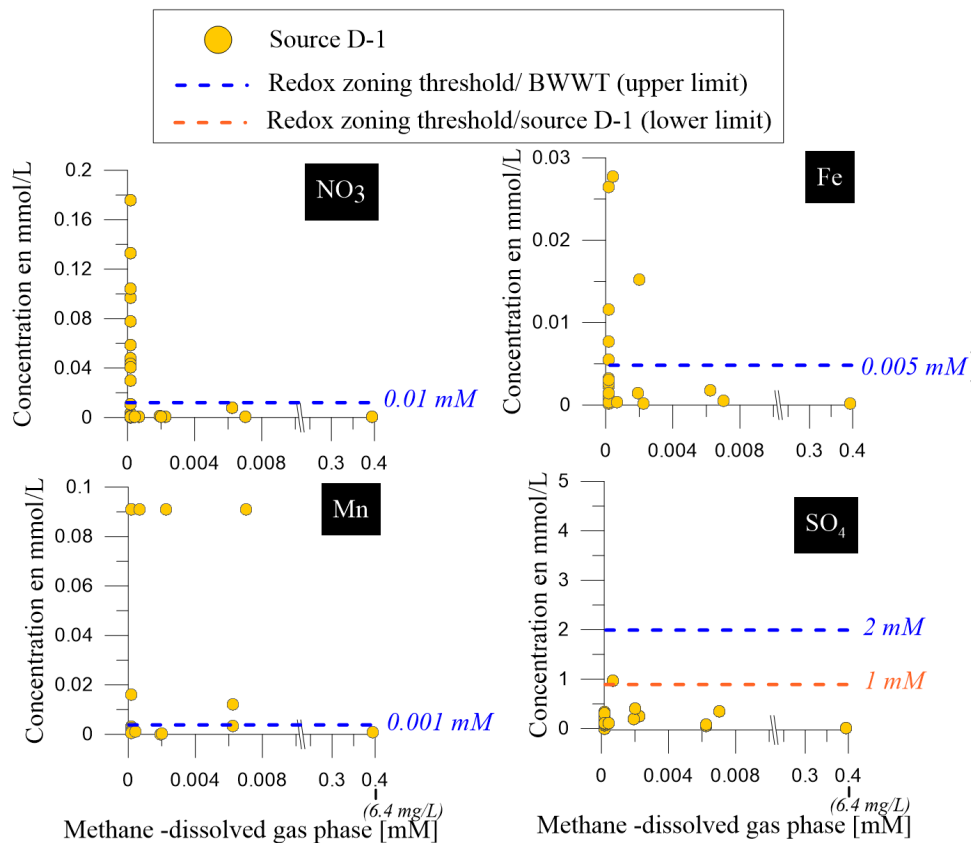 Source D-1
Redox zoning threshold/ BWWT (upper limit)
Redox zoning threshold/source D-1 (lower limit)
Concentration en mmol/L
0.2
0.16
0.12
0.08
0.04
0
NO3
0.01 mM
0 0.004 0.008 0.3 0.4
Concentration en mmol/L
0.03
0.02
0.01
0
Fe
0.005 mM
0 0.004 0.008 0.3 0.4
Concentration en mmol/L
0.1
0.08
0.06
0.04
0.02
0
Mn
0.001 mM
0 0.004 0.008 0.3 0.4
(6.4 mg/L)
Methane -dissolved gas phase [mM]
Concentration en mmol/L
5
4
3
2
1
0
SO₄
2 mM
1 mM
0 0.004 0.008 0.3 0.4
(6.4 mg/L)
Methane -dissolved gas phase [mM]